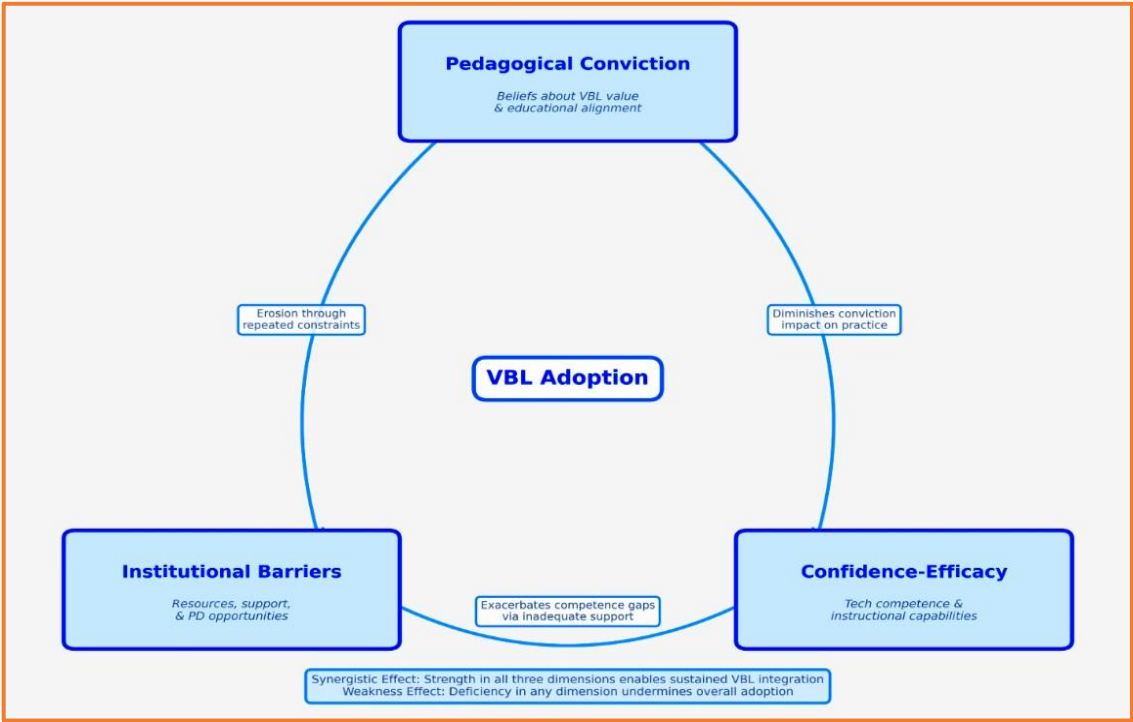 Pedagogical Conviction
Beliefs about VBL value
& educational alignment
Erosion through
repeated constraints
Diminishes conviction
impact on practice
VBL Adoption
Institutional Barriers
Resources, support,
& PD opportunities
Exacerbates competence gaps
via inadequate support
Confidence-Efficacy
Tech competence &
instructional capabilities
Synergistic Effect: Strength in all three dimensions enables sustained VBL integration
Weakness Effect: Deficiency in any dimension undermines overall adoption